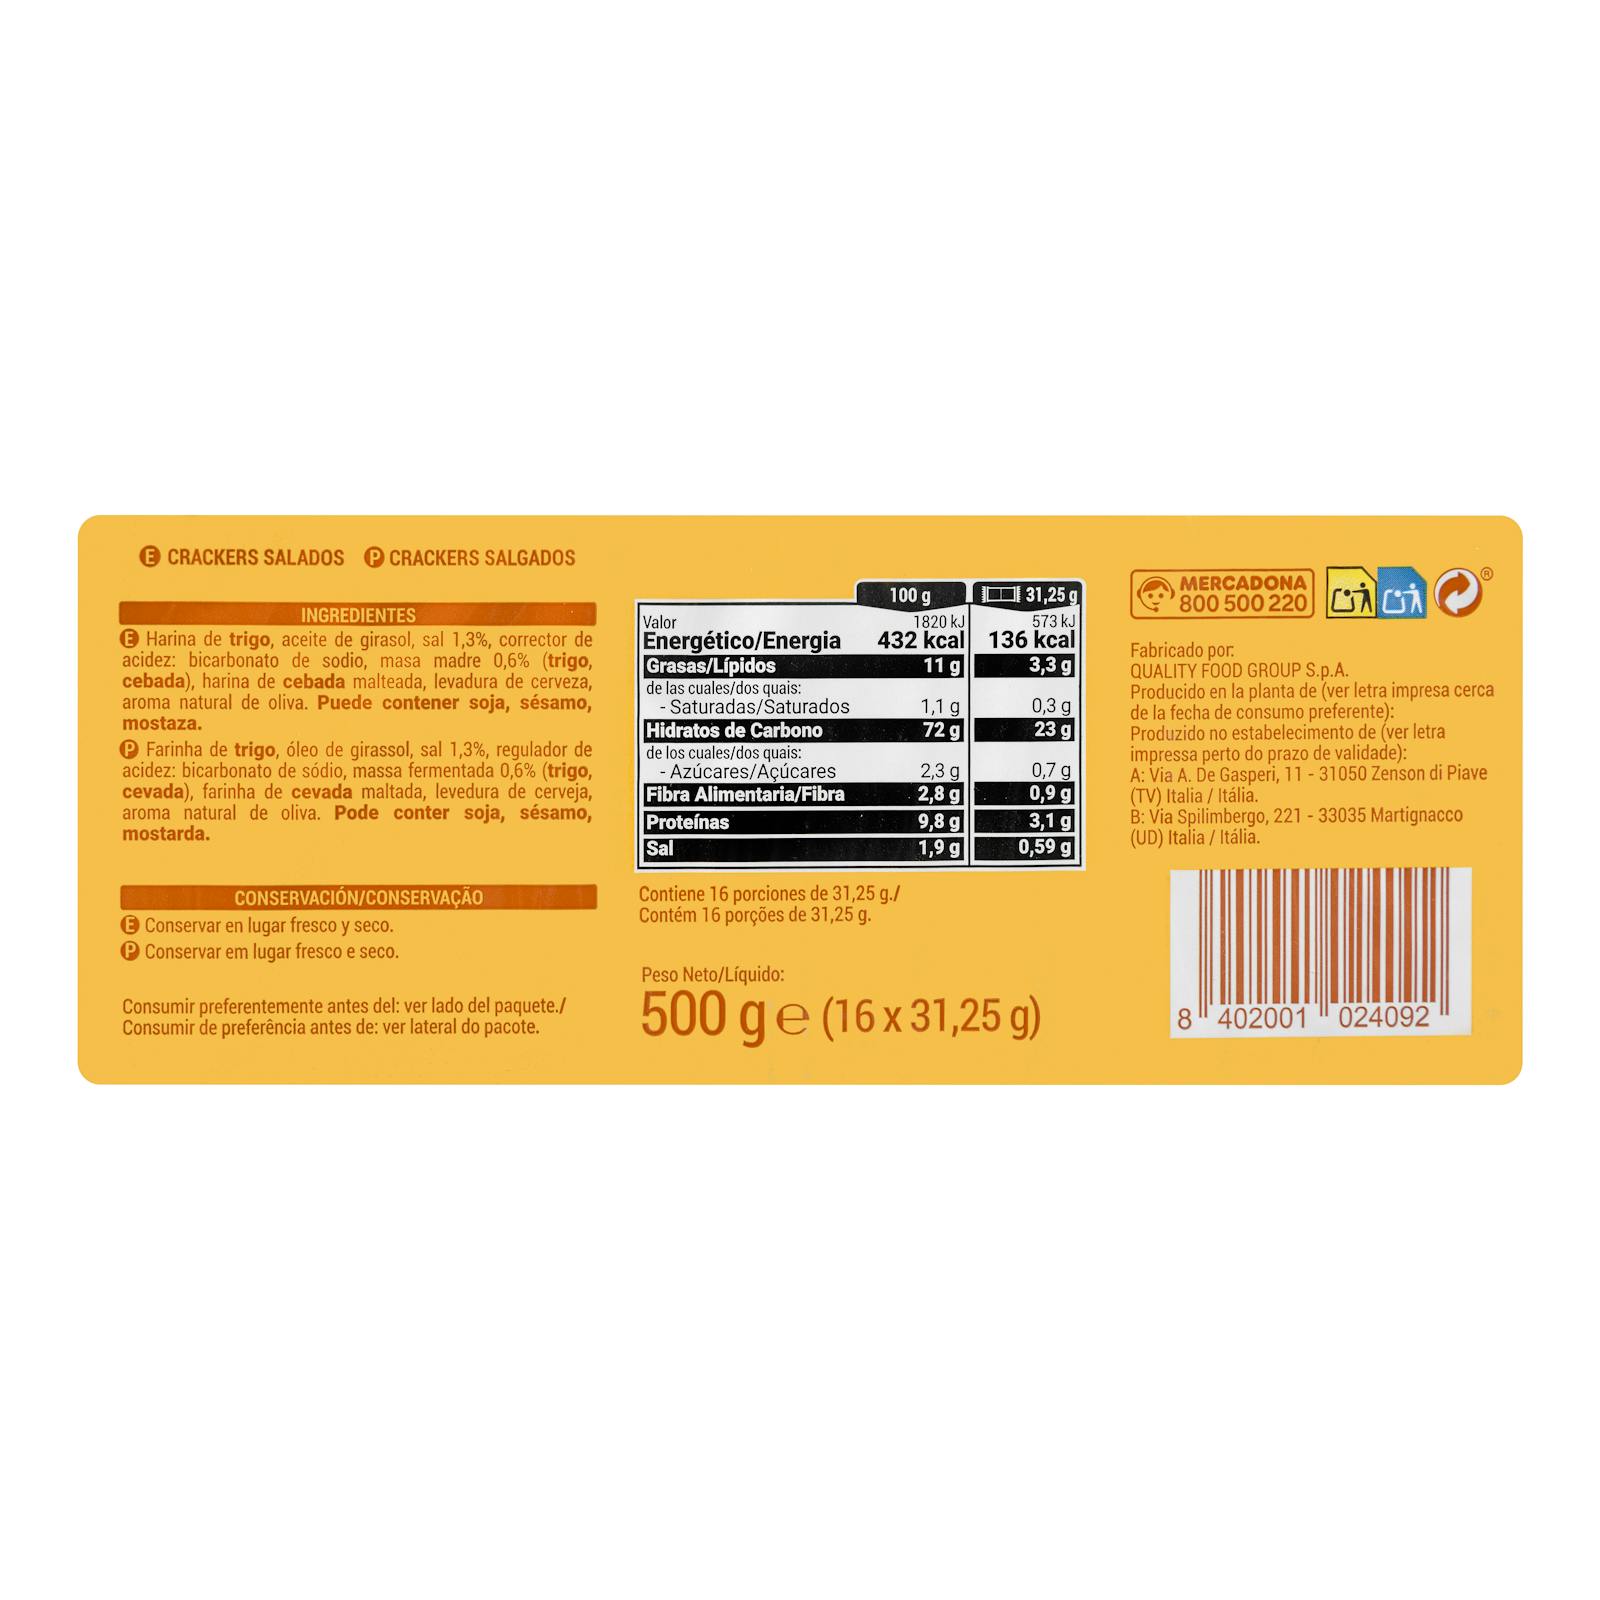 E CRACKERS SALADOS P CRACKERS SALGADOS
INGREDIENTES
E Harina de trigo, aceite de girasol, sal 1,3%, corrector de
acidez: bicarbonato de sodio, masa madre 0,6% (trigo,
cebada), harina de cebada malteada, levadura de cerveza,
aroma natural de oliva. Puede contener soja, sésamo,
mostaza.
P Farinha de trigo, óleo de girassol, sal 1,3%, regulador de
acidez: bicarbonato de sódio, massa fermentada 0,6% (trigo,
cevada), farinha de cevada maltada, levedura de cerveja,
aroma natural de oliva. Pode conter soja, sésamo,
mostarda.
CONSERVACIÓN/CONSERVAÇÃO
E Conservar en lugar fresco y seco.
P Conservar em lugar fresco e seco.
Consumir preferentemente antes del: ver lado del paquete./
Consumir de preferência antes de: ver lateral do pacote.
100 g 31,25 g
Valor 1820 kJ 573 kJ
Energético/Energia 432 kcal 136 kcal
Grasas/Lípidos 11 g 3,3 g
de las cuales/dos quais:
- Saturadas/Saturados 1,1 g 0,3 g
Hidratos de Carbono 72 g 23 g
de los cuales/dos quais:
- Azúcares/Açúcares 2,3 g 0,7 g
Fibra Alimentaria/Fibra 2,8 g 0,9 g
Proteínas 9,8 g 3,1 g
Sal 1,9 g 0,59 g
Contiene 16 porciones de 31,25 g./
Contém 16 porções de 31,25 g.
Peso Neto/Líquido:
500 g e (16 x 31,25 g)
MERCADONA
800 500 220
®
Fabricado por:
QUALITY FOOD GROUP S.p.A.
Producido en la planta de (ver letra impresa cerca
de la fecha de consumo preferente):
Produzido no estabelecimento de (ver letra
impressa perto do prazo de validade):
A: Via A. De Gasperi, 11 - 31050 Zenson di Piave
(TV) Italia / Itália.
B: Via Spilimbergo, 221 - 33035 Martignacco
(UD) Italia / Itália.
8 402001 024092